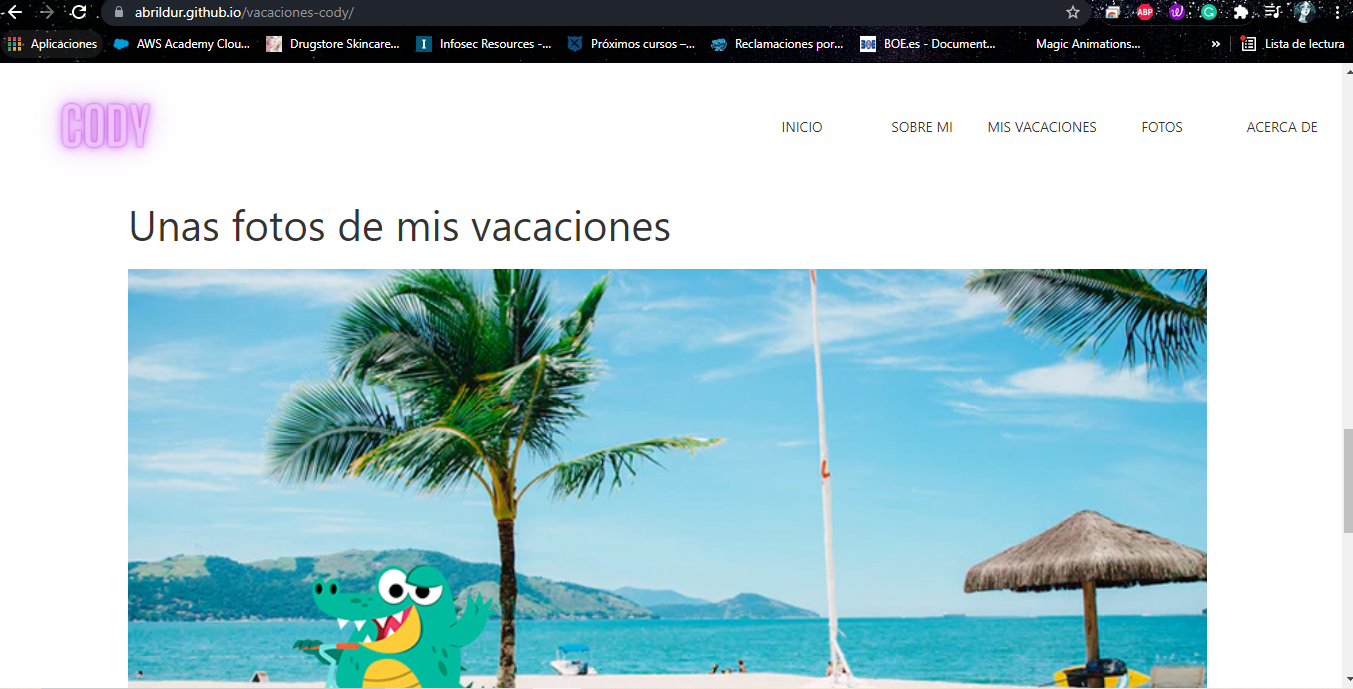 abrildur.github.io/vacaciones-cody/
ABP
Aplicaciones
AWS Academy Clou...
Drugstore Skincare...
I
Infosec Resources -...
Próximos cursos –...
Reclamaciones por...
BOE
BOE.es - Document...
Magic Animations...
»
Lista de lectura
CODY
INICIO
SOBRE MI
MIS VACACIONES
FOTOS
ACERCA DE
Unas fotos de mis vacaciones